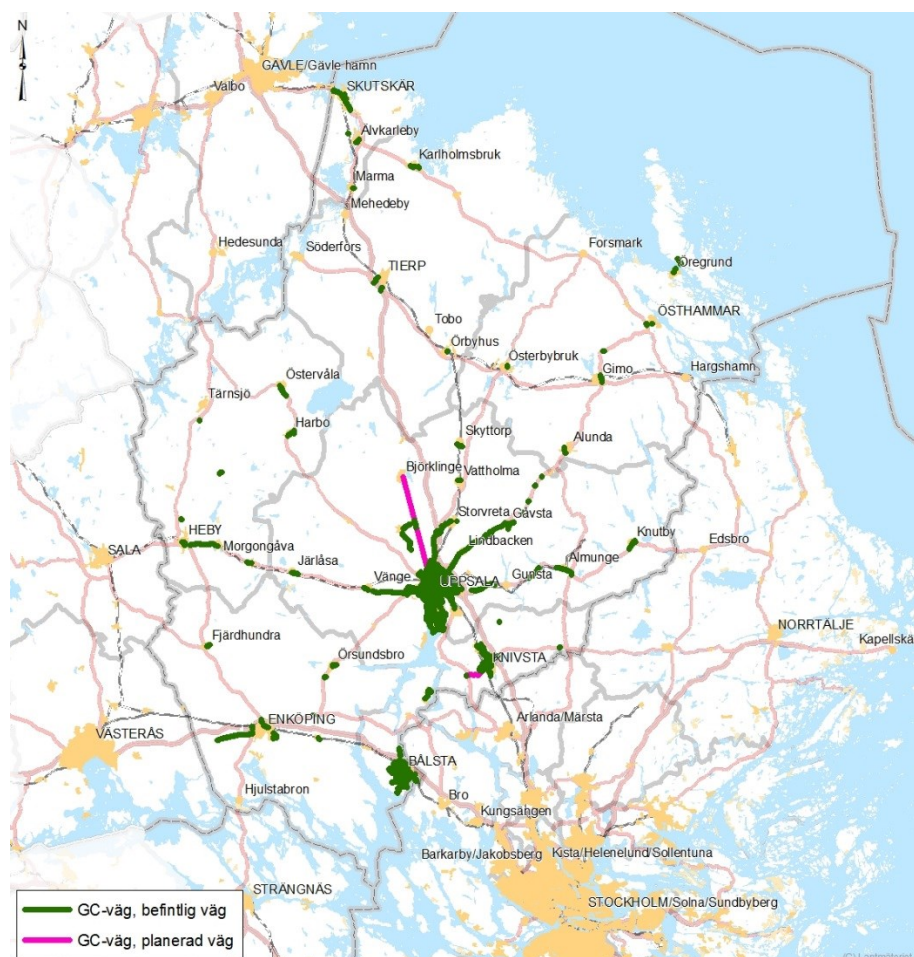 N
GÄVLE/Gävle hamn
Valbo
SKUTSKÄR
Älvkarleby
Karlholmsbruk
Marma
Mehedeby
Hedesunda
Söderfors
Forsmark
Öregrund
TIERP
ÖSTHAMMAR
Tobo
Örbyhus
Österbybruk
Gimo
Hargshamn
Östervåla
Tärnsjö
Harbo
Skyttorp
Alunda
Björklinge
Vattholma
Storvreta
Gåvsta
Lindbacken
Knutby
HEBY
Morgongåva
SALA
Edsbro
Järlåsa
Vänge
UPPSALA
Gunsta
Almunge
NORRTÄLJE
Kapellskä
Fjärdhundra
Örsundsbro
KNIVSTA
ENKÖPING
VÄSTERÅS
Arlanda/Märsta
BÅLSTA
Hjulstabron
Bro
Kungsängen
Barkarby/Jakobsberg
Kista/Helenelund/Sollentuna
STRÄNGNÄS
STOCKHOLM/Solna/Sundbyberg
GC-väg, befintlig väg
GC-väg, planerad väg